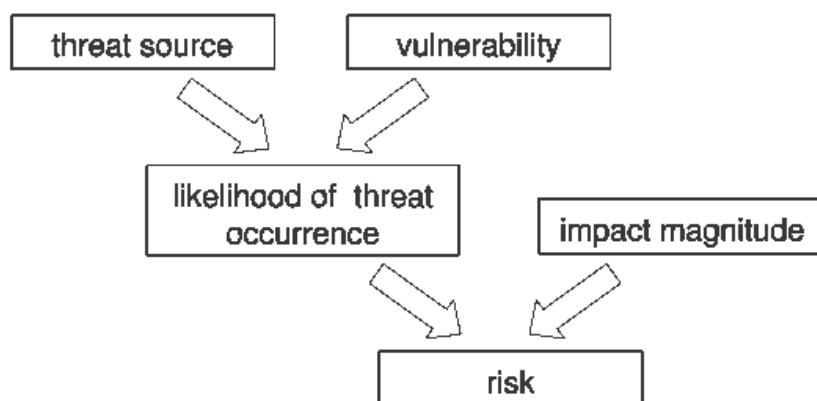 threat source
vulnerability
likelihood of threat
occurrence
impact magnitude
risk